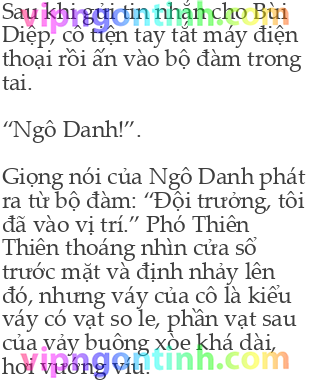 vipngontinh.com
Sau khi gửi tin nhắn cho Bùi
Diệp, cô tiện tay tắt máy điện
thoại rồi ấn vào bộ đàm trong
tai.
“Ngô Danh!”.
Giọng nói của Ngô Danh phát
ra từ bộ đàm: “Đội trưởng, tôi
đã vào vị trí.” Phó Thiên
Thiên thoáng nhìn cửa sổ
trước mặt và định nhảy lên
đó, nhưng váy của cô là kiểu
váy có vạt so le, phần vạt sau
của váy buông xòe khá dài,
hơi vướng víu.
vipngontinh.com